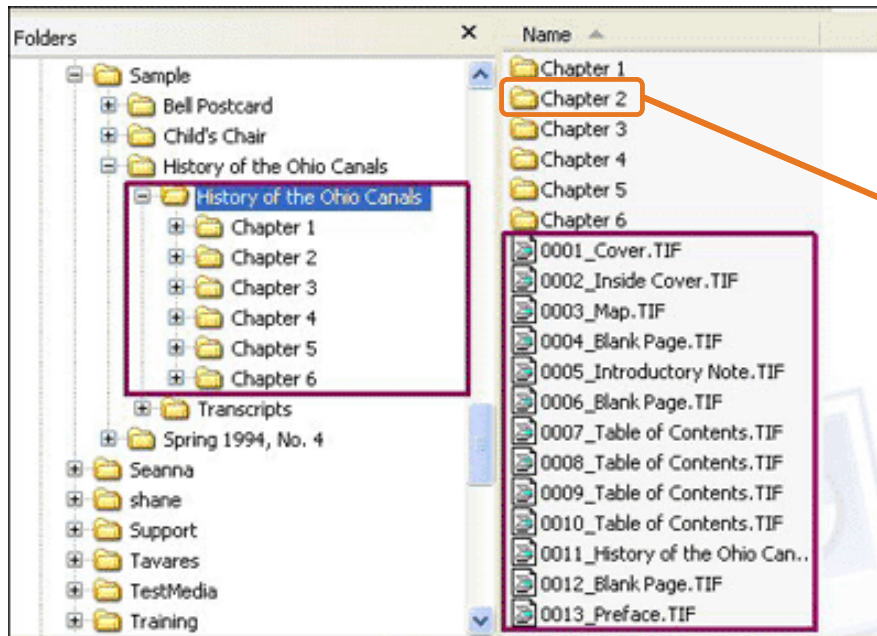 Folders
Sample
Bell Postcard
Child's Chair
History of the Ohio Canals
History of the Ohio Canals
Chapter 1
Chapter 2
Chapter 3
Chapter 4
Chapter 5
Chapter 6
Transcripts
Spring 1994, No. 4
Seanna
shane
Support
Tavares
TestMedia
Training
Name
Chapter 1
Chapter 2
Chapter 3
Chapter 4
Chapter 5
Chapter 6
0001_Cover.TIF
0002_Inside Cover.TIF
0003_Map.TIF
0004_Blank Page.TIF
0005_Introductory Note.TIF
0006_Blank Page.TIF
0007_Table of Contents.TIF
0008_Table of Contents.TIF
0009_Table of Contents.TIF
0010_Table of Contents.TIF
0011_History of the Ohio Can...
0012_Blank Page.TIF
0013_Preface.TIF